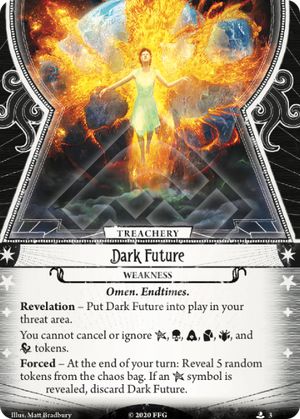 TREACHERY
Dark Future
WEAKNESS
Omen. Endtimes.
Revelation – Put Dark Future into play in your
threat area.
You cannot cancel or ignore , , , , , and
 tokens.
Forced – At the end of your turn: Reveal 5 random
tokens from the chaos bag. If an  symbol is
revealed, discard Dark Future.
Illus. Matt Bradbury
© 2020 FFG
3